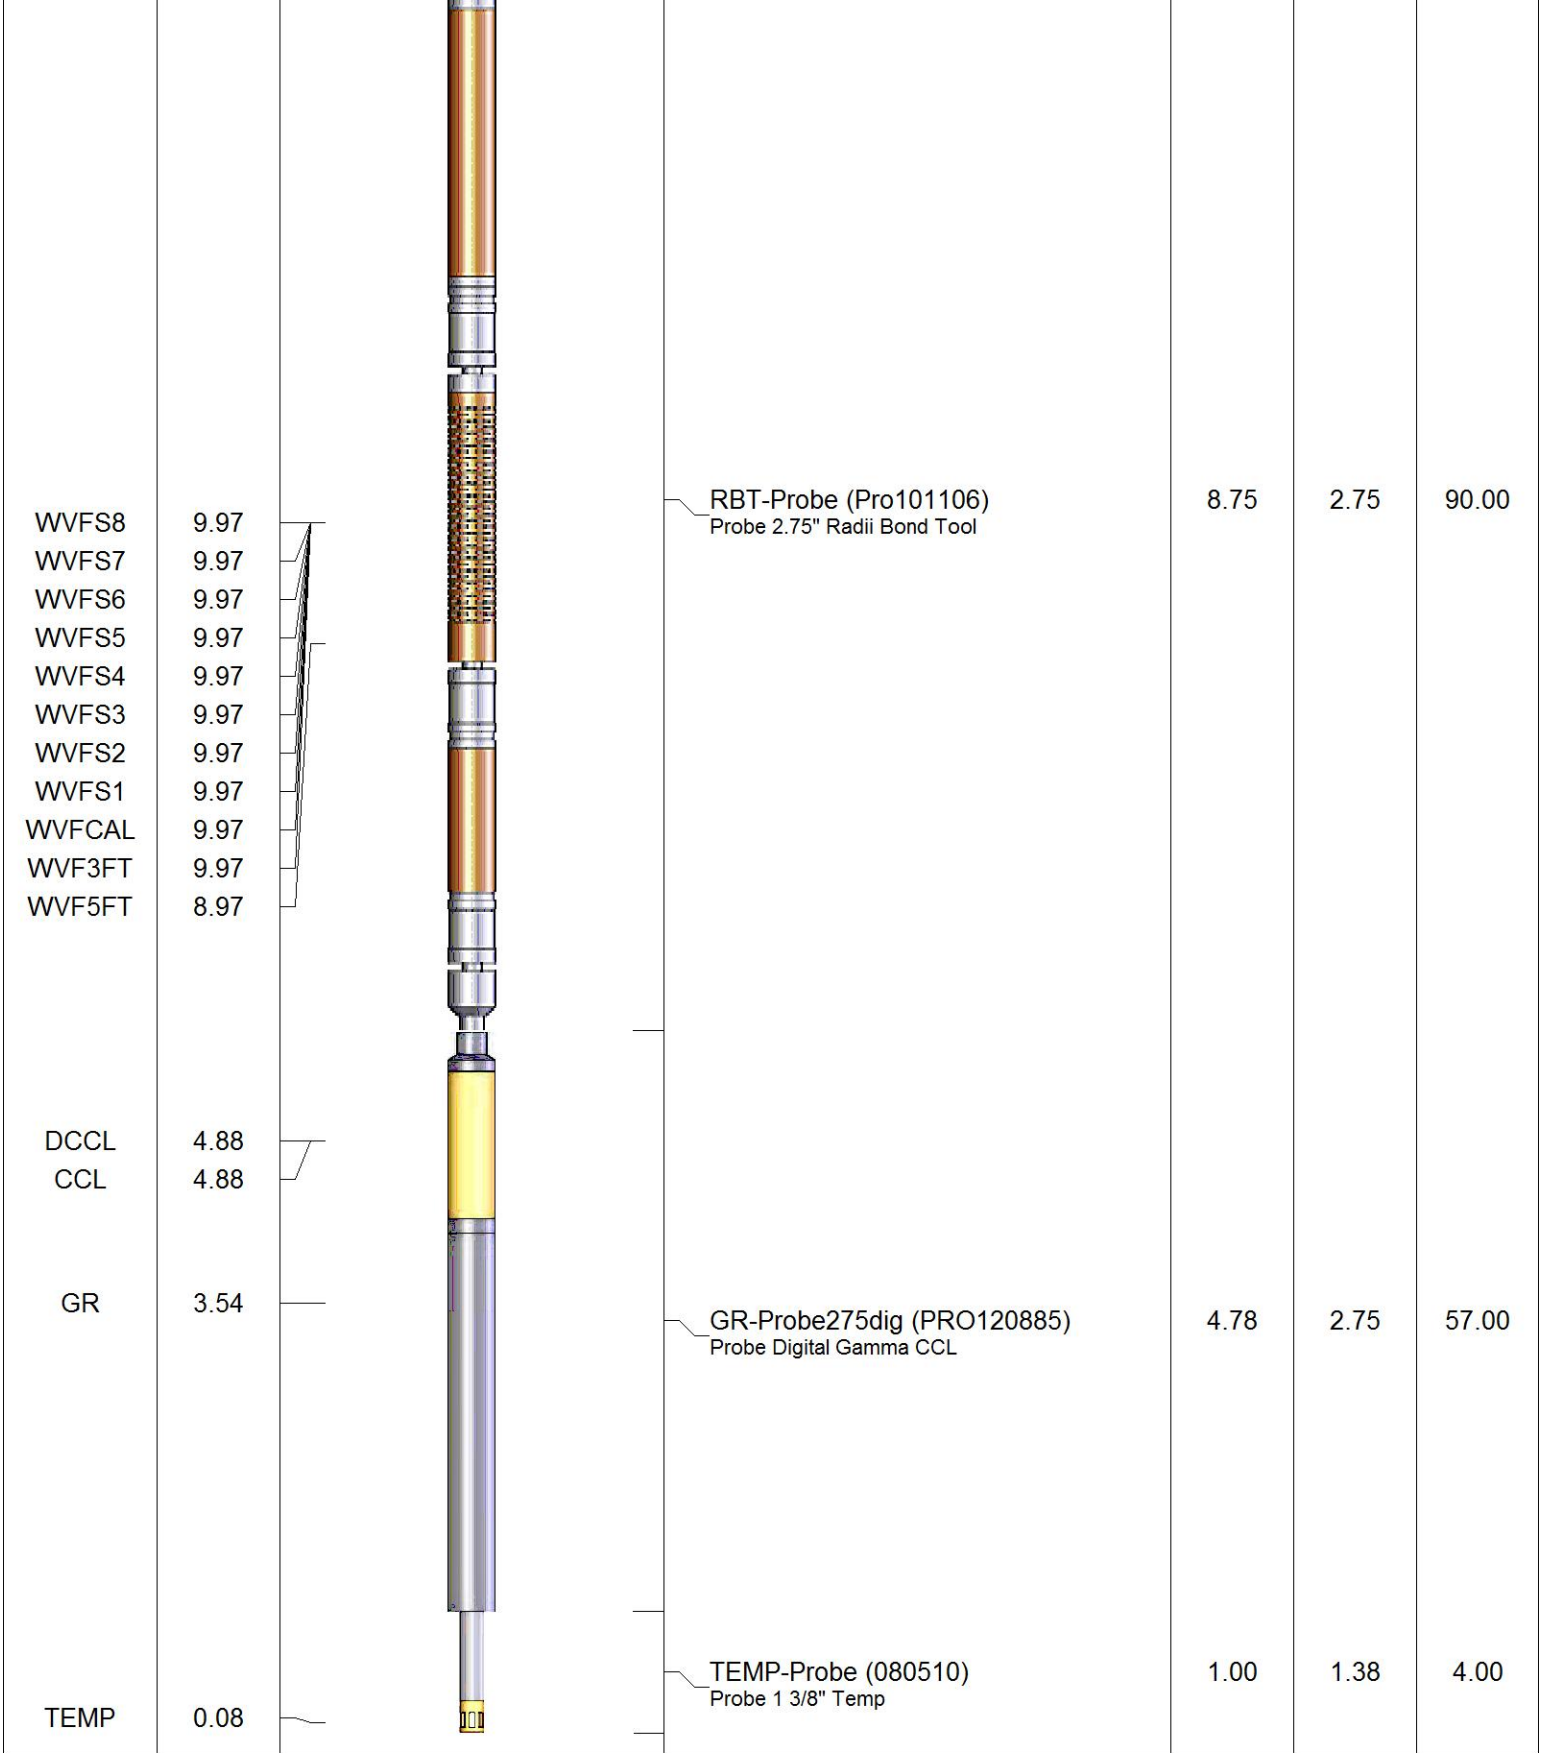 RBT-Probe (Pro101106) 8.75 2.75 90.00
Probe 2.75" Radii Bond Tool
WVFS8 9.97
WVFS7 9.97
WVFS6 9.97
WVFS5 9.97
WVFS4 9.97
WVFS3 9.97
WVFS2 9.97
WVFS1 9.97
WVFCAL 9.97
WVF3FT 9.97
WVF5FT 8.97
DCCL 4.88
CCL 4.88
GR 3.54
GR-Probe275dig (PRO120885) 4.78 2.75 57.00
Probe Digital Gamma CCL
TEMP-Probe (080510) 1.00 1.38 4.00
Probe 1 3/8" Temp
TEMP 0.08